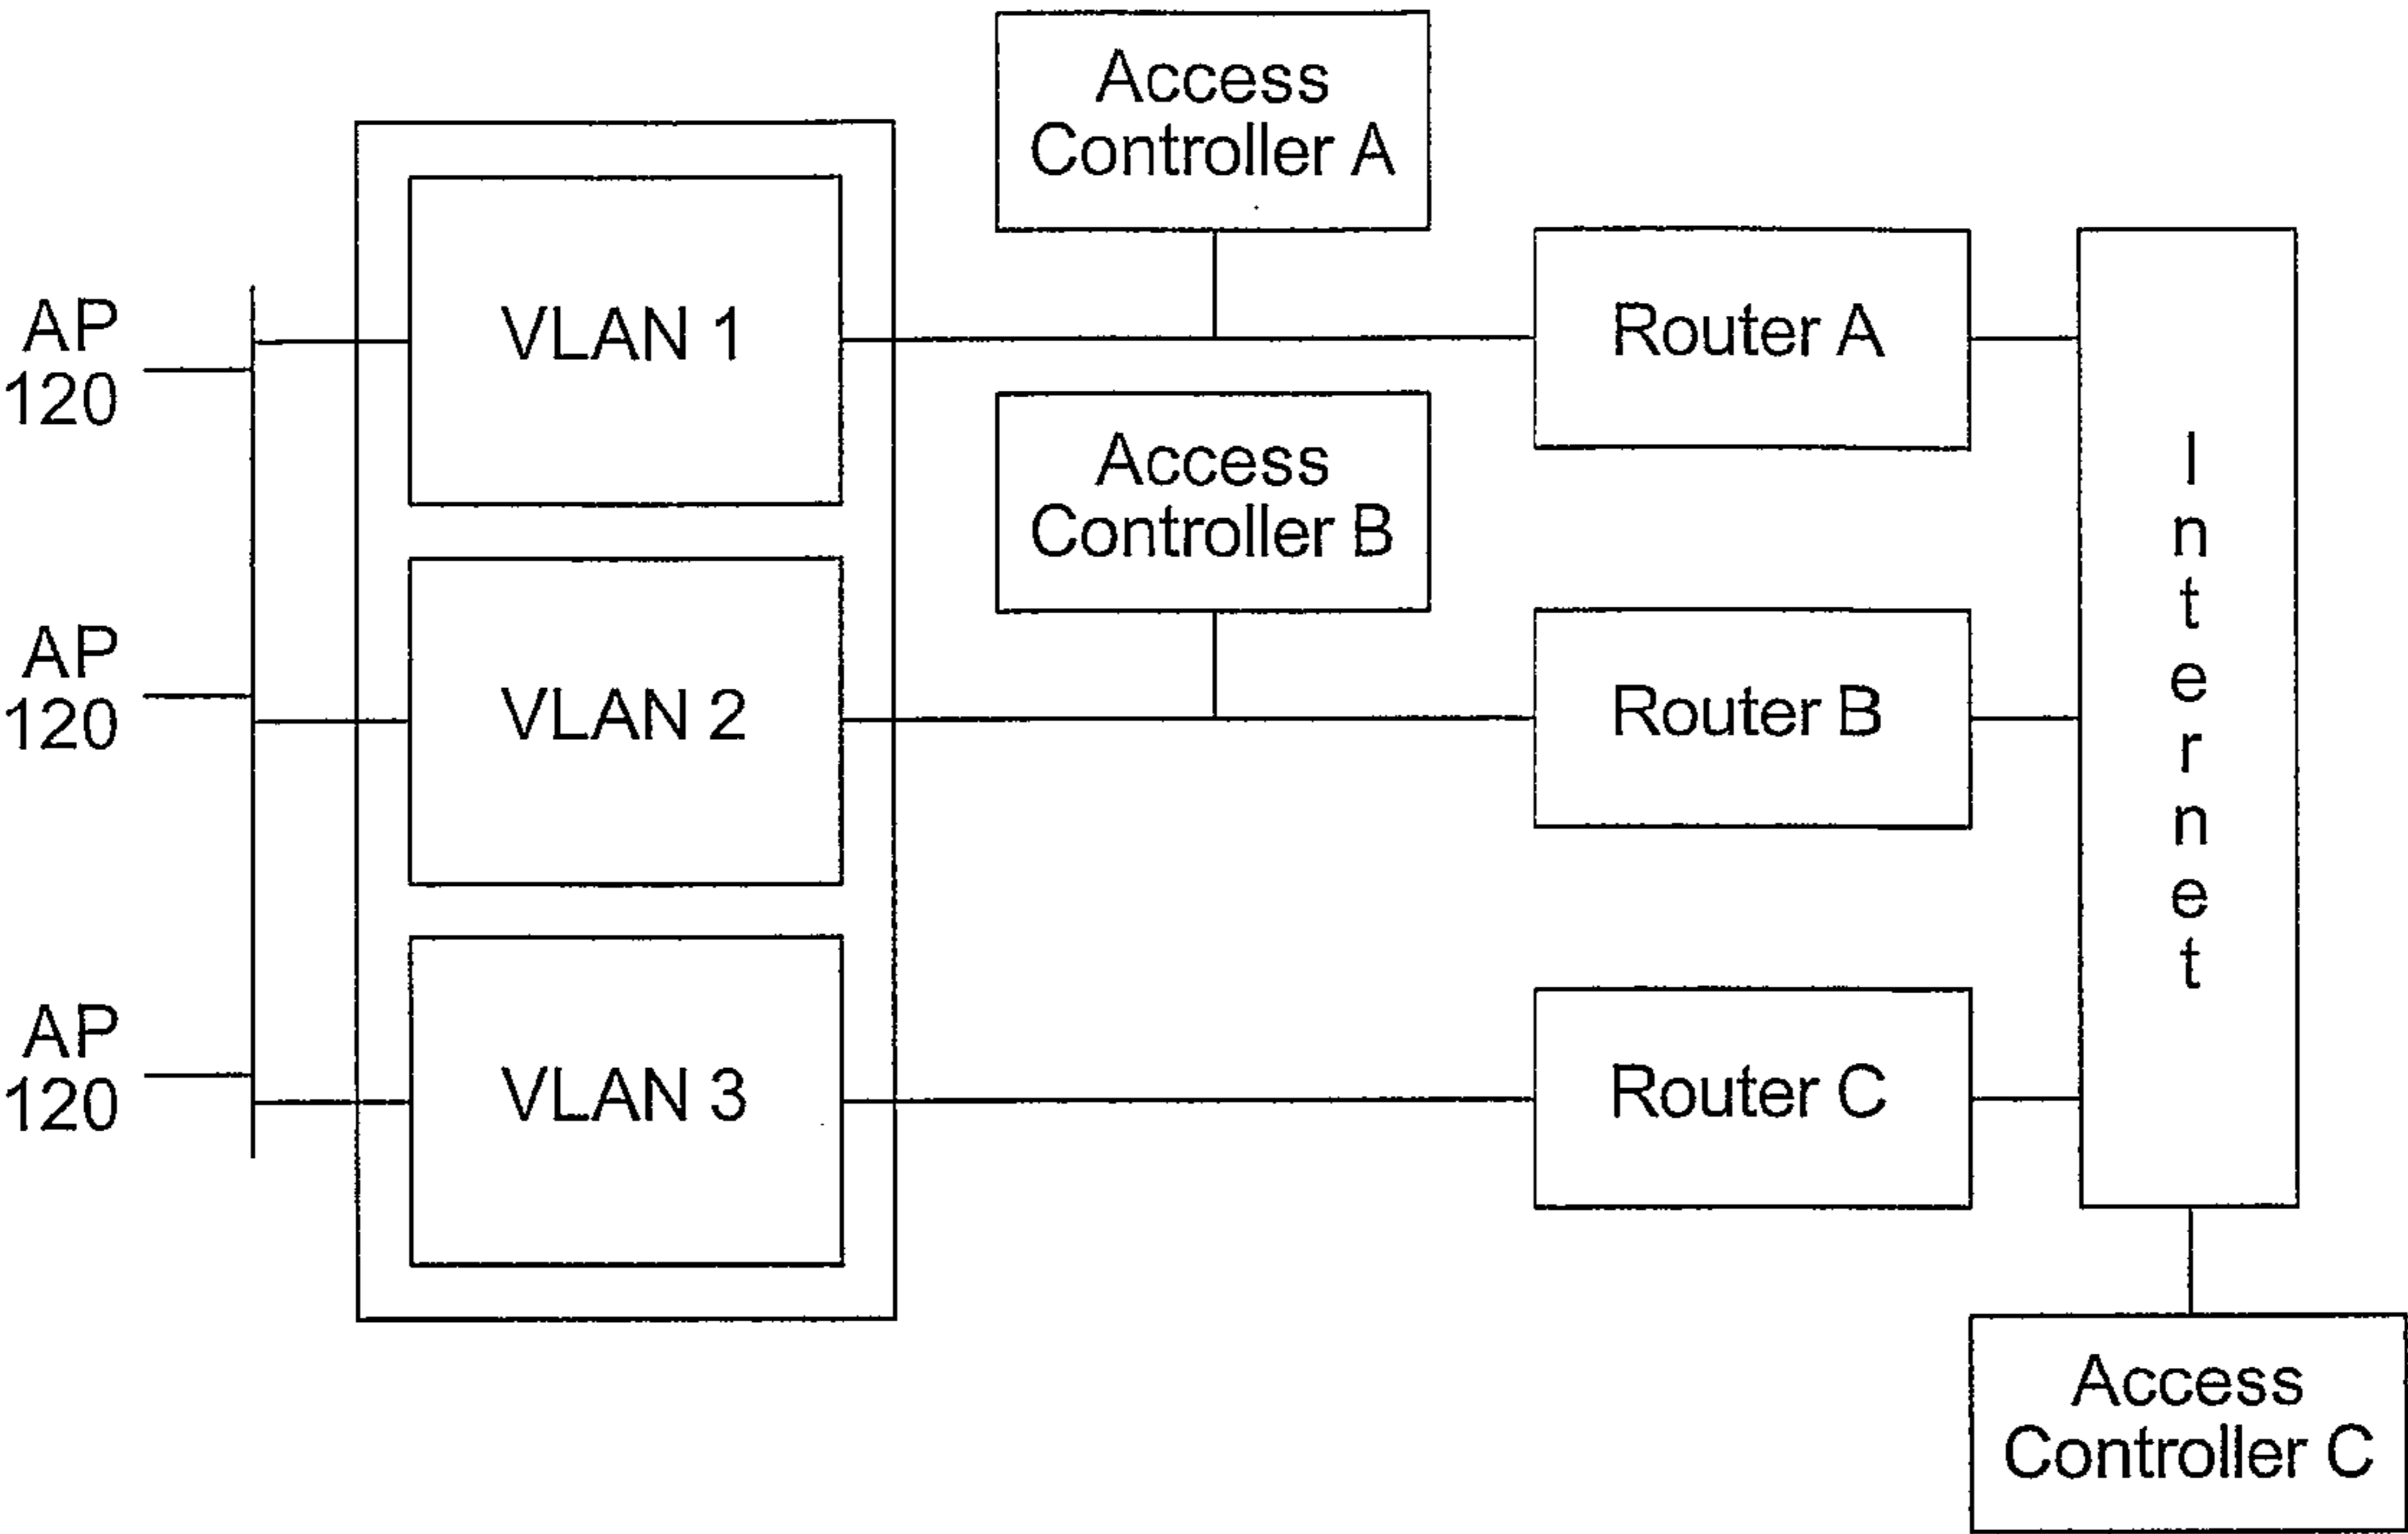 Access
Controller A
AP
120
VLAN 1
Router A
Access
Controller B
Internet
AP
120
VLAN 2
Router B
AP
120
VLAN 3
Router C
Access
Controller C